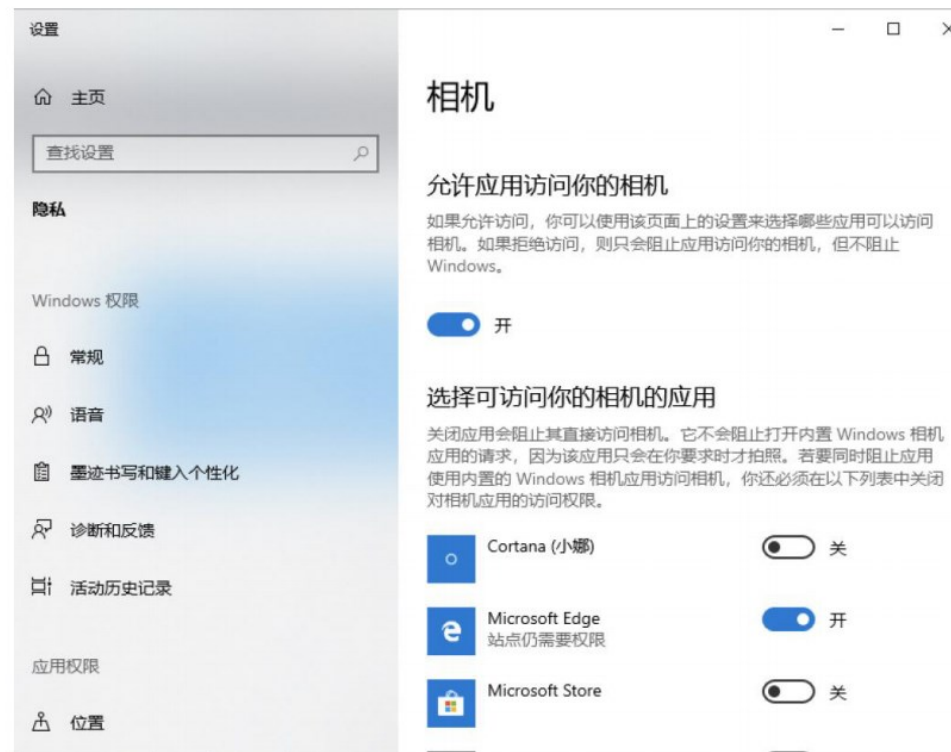 设置
主页
查找设置
隐私
Windows 权限
常规
语音
墨迹书写和键入个性化
诊断和反馈
活动历史记录
应用权限
位置
相机
允许应用访问你的相机
如果允许访问，你可以使用该页面上的设置来选择哪些应用可以访问
相机。如果拒绝访问，则只会阻止应用访问你的相机，但不阻止
Windows。
开
选择可访问你的相机的应用
关闭应用会阻止其直接访问相机。它不会阻止打开内置 Windows 相机
应用的请求，因为该应用只会在你要求时才拍照。若要同时阻止应用
使用内置的 Windows 相机应用访问相机，你还必须在以下列表中关闭
对相机应用的访问权限。
Cortana (小娜)
关
Microsoft Edge
开
站点仍需要权限
Microsoft Store
关